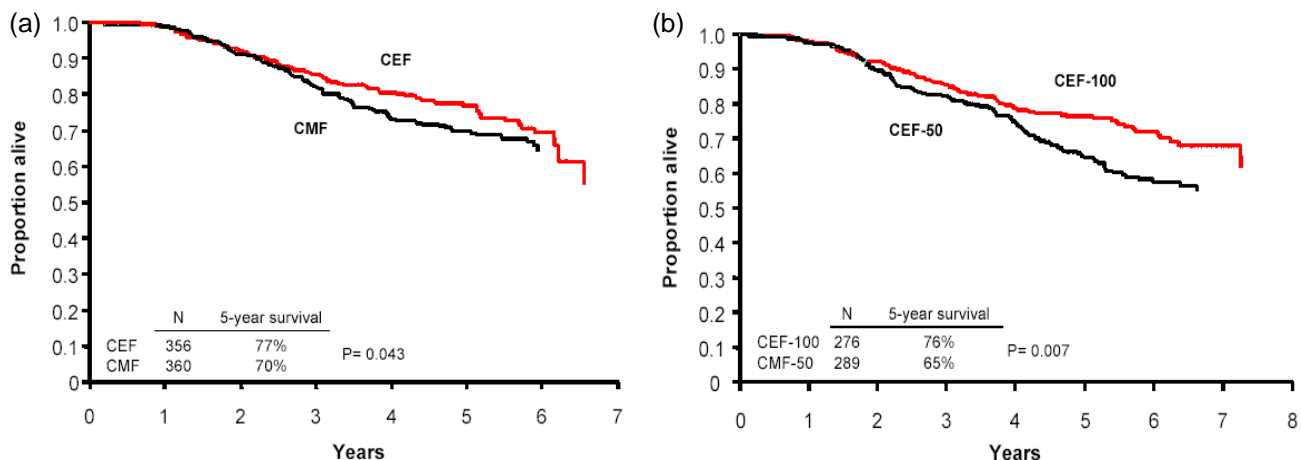 (a)
1.0
0.9
0.8
0.7
0.6
0.5
0.4
0.3
0.2
0.1
0
Proportion alive
CEF
CMF
N 5-year survival
CEF 356 77%
CMF 360 70%
P= 0.043
0 1 2 3 4 5 6 7
Years
(b)
1.0
0.9
0.8
0.7
0.6
0.5
0.4
0.3
0.2
0.1
0
Proportion alive
CEF-100
CEF-50
N 5-year survival
CEF-100 276 76%
CMF-50 289 65%
P= 0.007
0 1 2 3 4 5 6 7 8
Years